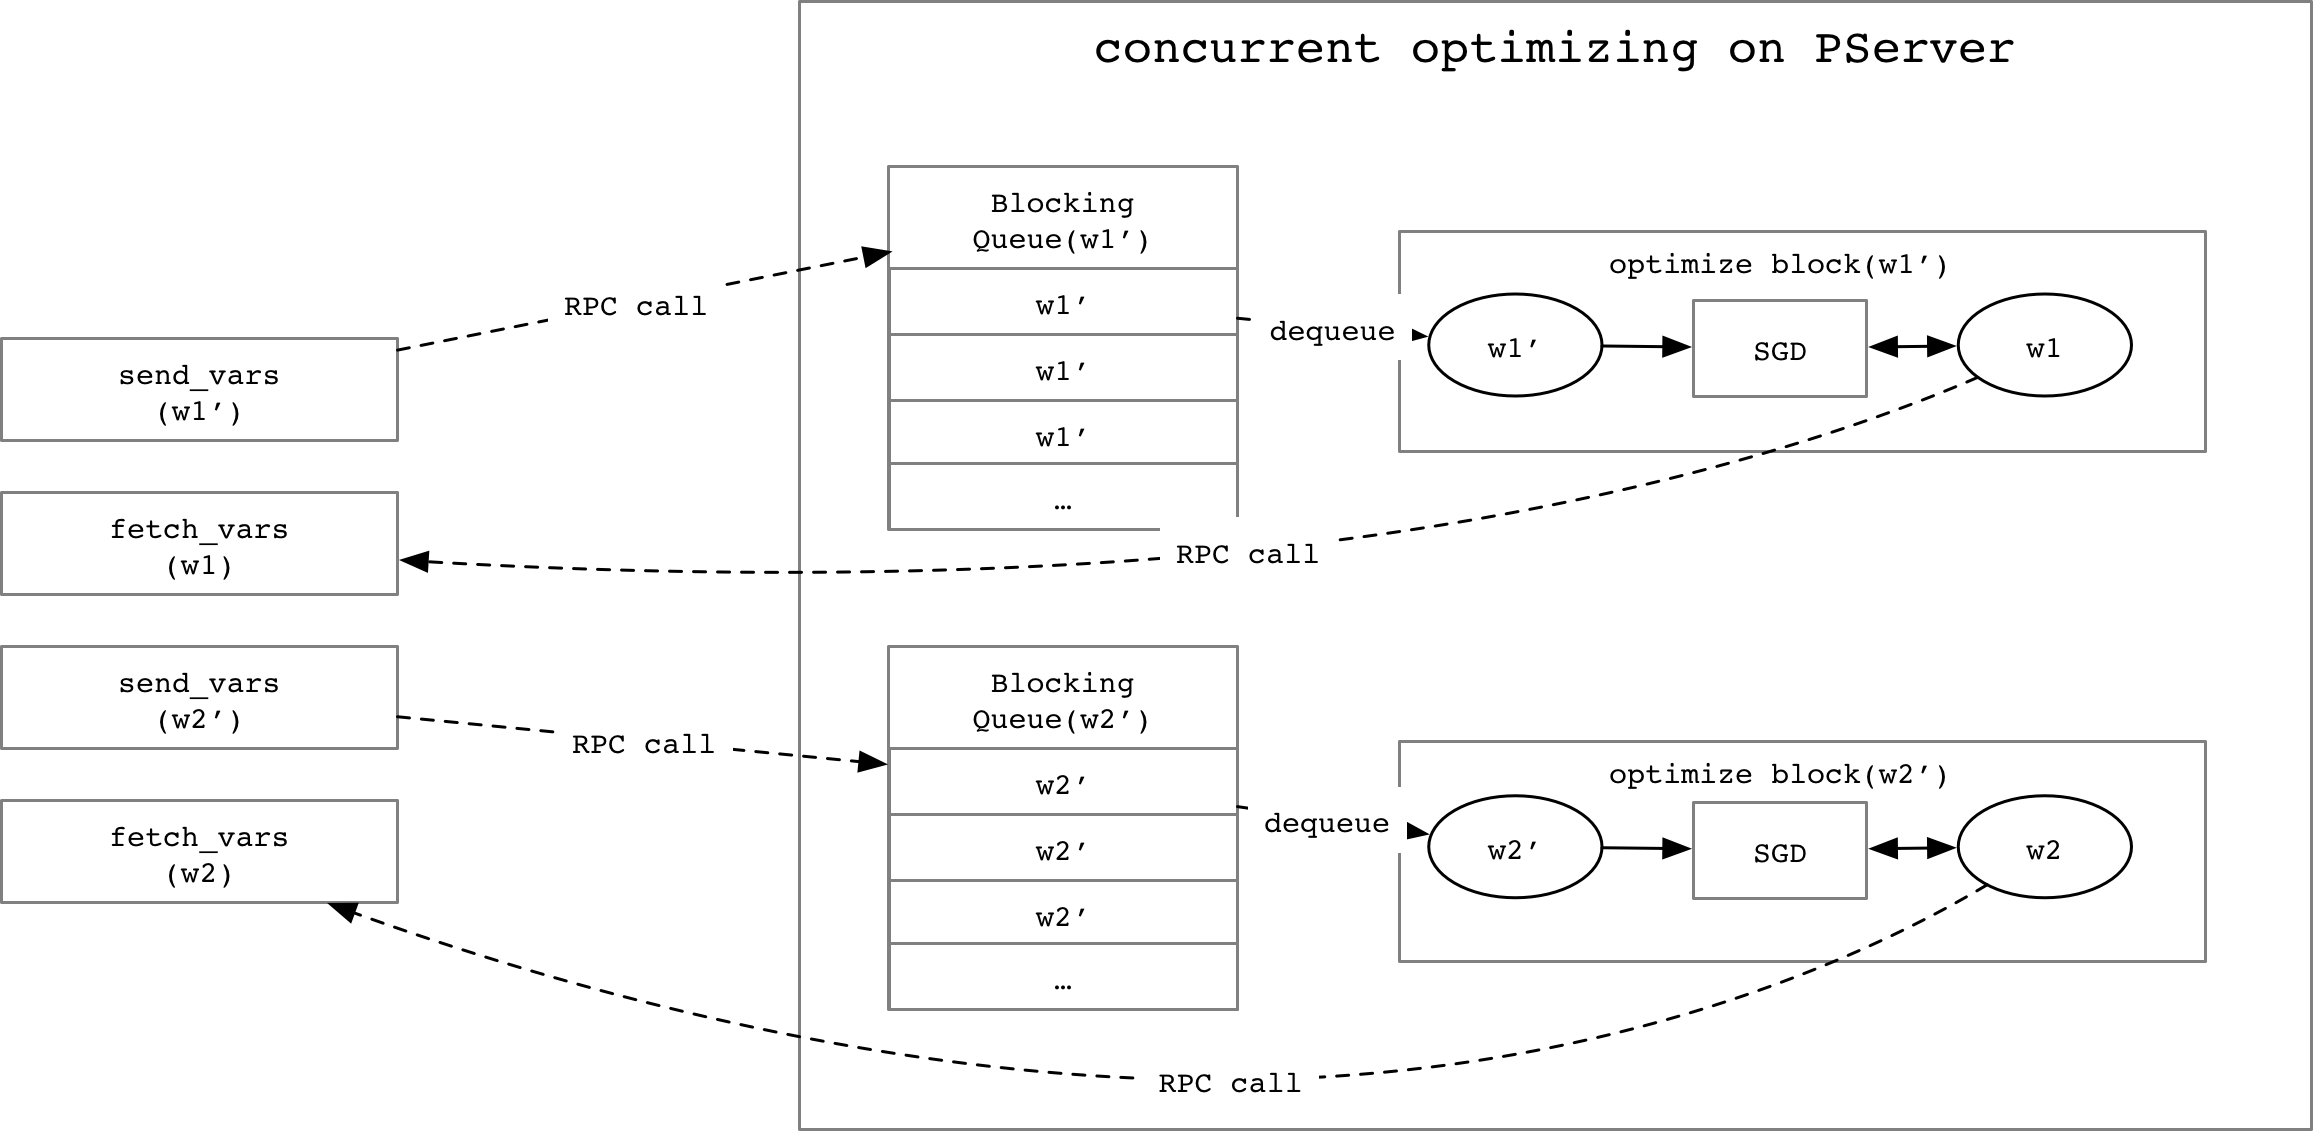 concurrent optimizing on PServer
Blocking
Queue(w1′)
w1′
w1′
w1′
…
optimize block(w1′)
dequeue
w1′
SGD
w1
RPC call
send_vars
(w1′)
fetch_vars
(w1)
RPC call
send_vars
(w2′)
RPC call
fetch_vars
(w2)
Blocking
Queue(w2′)
w2′
w2′
w2′
…
optimize block(w2′)
dequeue
w2′
SGD
w2
RPC call